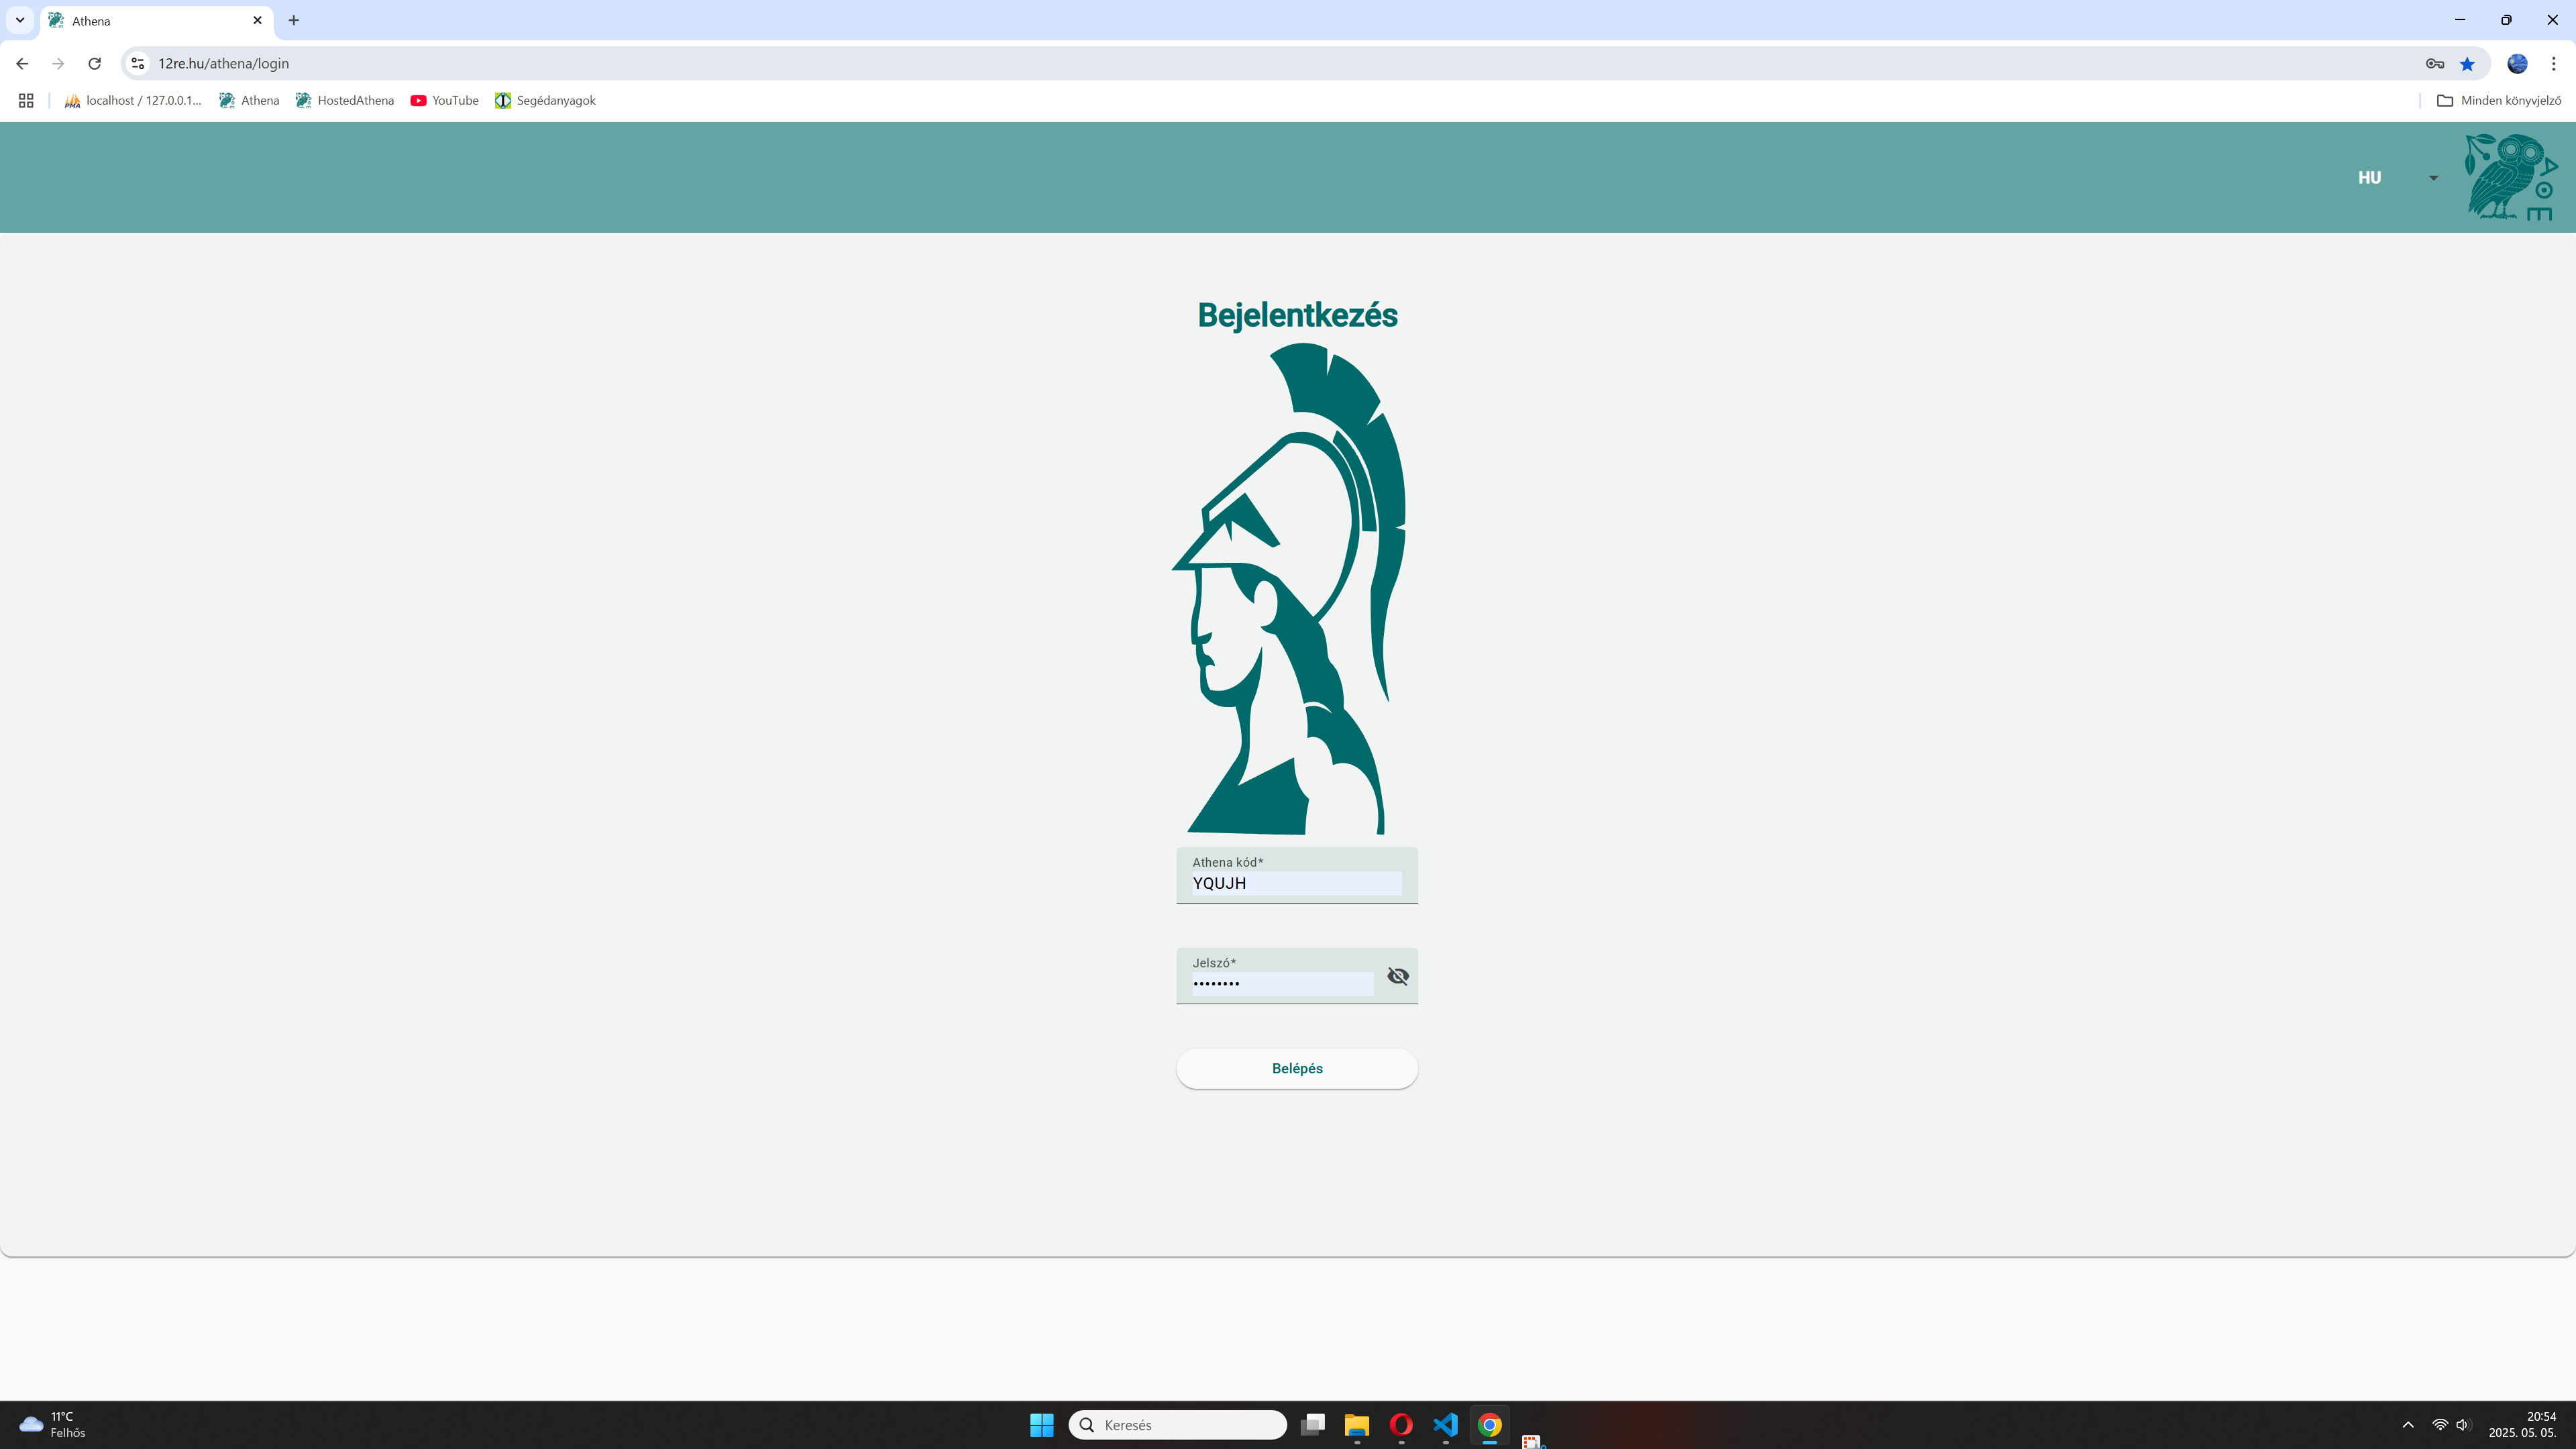 Athena
12re.hu/athena/login
localhost / 127.0.0.1... Athena HostedAthena YouTube Segédanyagok Minden könyvjelző
HU
ΑΘΕ
Bejelentkezés
Athena kód*
YQUJH
Jelszó*
••••••••
Belépés
11°C
Felhős
Keresés
20:54
2025. 05. 05.